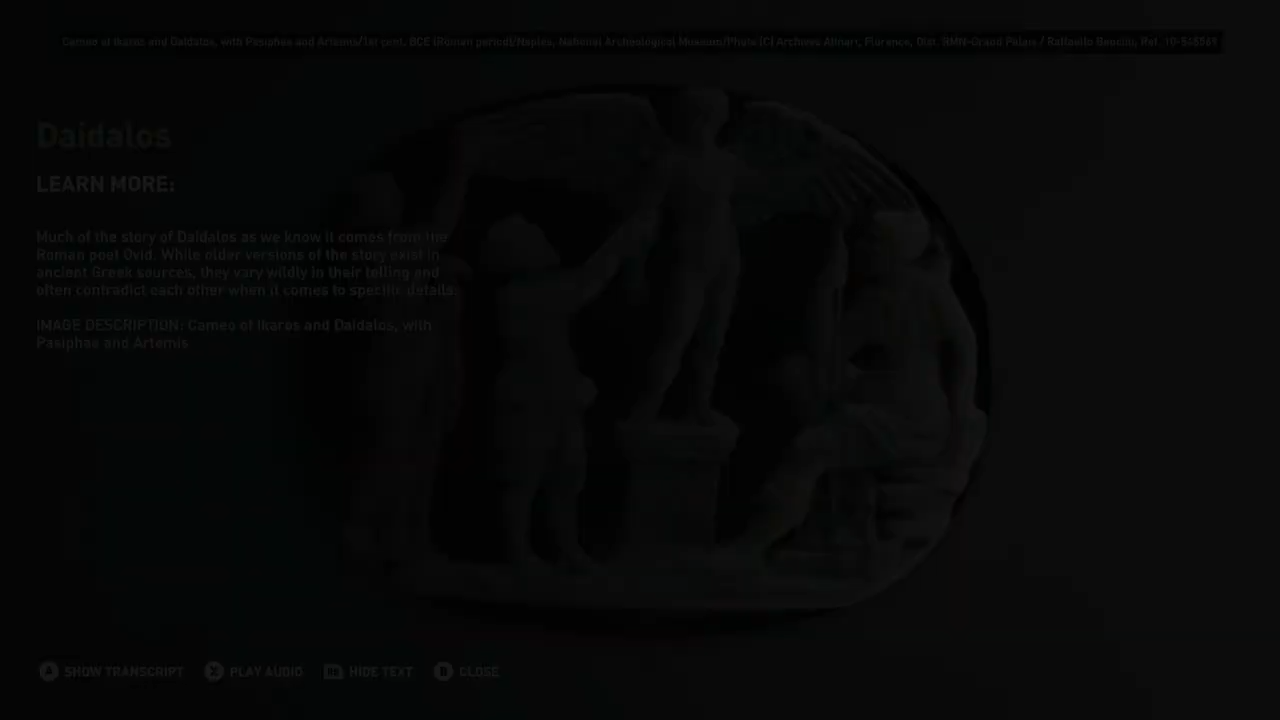 Cameo of Ikaros and Daidalos, with Pasiphae and Artemis/1st cent. BCE (Roman period)/Naples, National Archeological Museum/Photo (C) Archives Alinari, Florence, Dist. RMN-Grand Palais / Raffaello Bencini, Ref.
Daidalos
LEARN MORE:
Much of the story of Daidalos as we know it comes from the
Roman poet Ovid. While older versions of the story exist in
ancient Greek sources, they vary wildly in their telling and
often contradict each other when it comes to specific details.
IMAGE DESCRIPTION: Cameo of Ikaros and Daidalos, with
Pasiphae and Artemis
A SHOW TRANSCRIPT X PLAY AUDIO RB HIDE TEXT B CLOSE